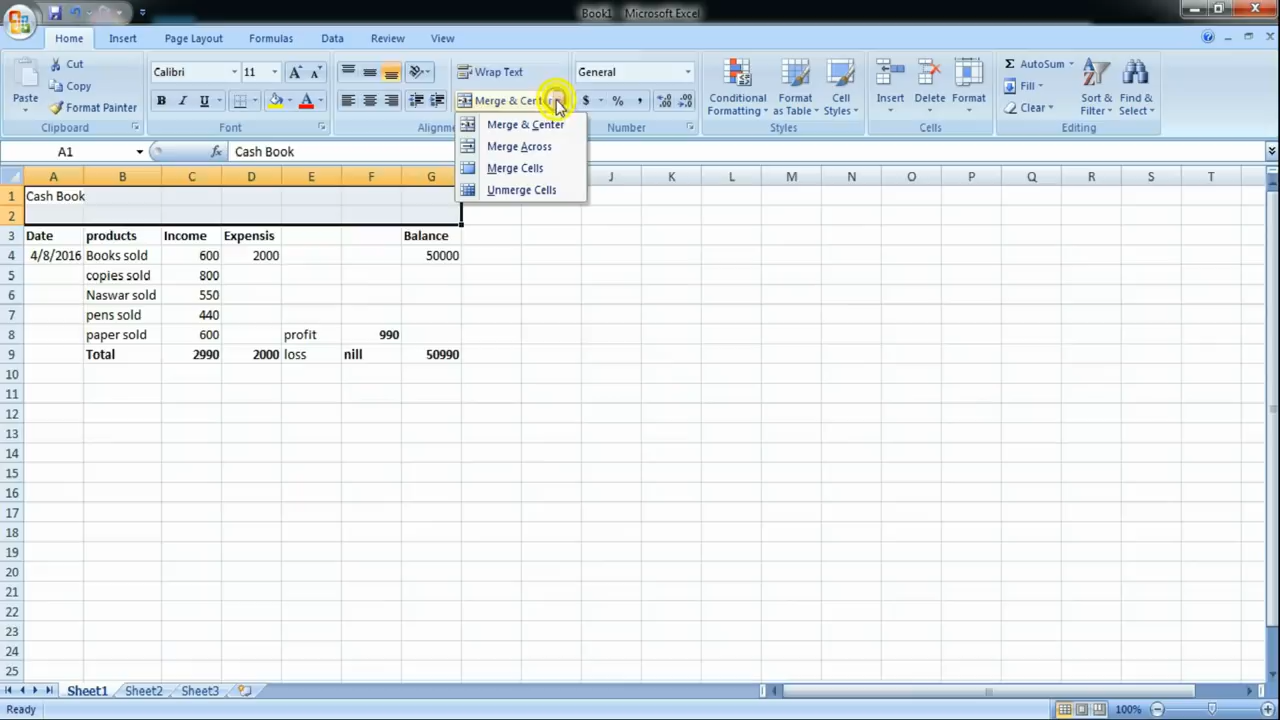 Book1 - Microsoft Excel
Home Insert Page Layout Formulas Data Review View
Paste Cut Copy Format Painter Clipboard
Calibri 11 B I U A Font
Wrap Text Merge & Center Alignm
General $ % , Number
Conditional Formatting Format as Table Cell Styles Styles
Insert Delete Format Cells
Σ AutoSum Fill Clear Sort & Filter Find & Select Editing
Merge & Center
Merge Across
Merge Cells
Unmerge Cells
A1 fx Cash Book
A B C D E F G J K L M N O P Q R S T
1 Cash Book
2
3 Date products Income Expensis Balance
4 4/8/2016 Books sold 600 2000 50000
5 copies sold 800
6 Naswar sold 550
7 pens sold 440
8 paper sold 600 profit 990
9 Total 2990 2000 loss nill 50990
10
11
12
13
14
15
16
17
18
19
20
21
22
23
24
25
Sheet1 Sheet2 Sheet3
Ready 100%